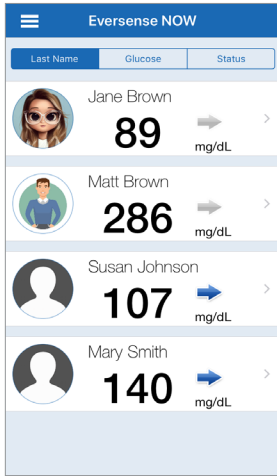 Eversense NOW
Last Name Glucose Status
Jane Brown
89
mg/dL
Matt Brown
286
mg/dL
Susan Johnson
107
mg/dL
Mary Smith
140
mg/dL